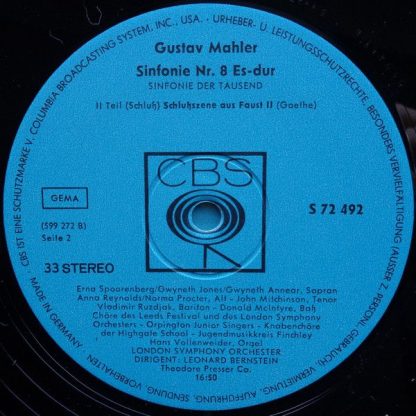 CBS IST EINE SCHUTZMARKE V. COLUMBIA BROADCASTING SYSTEM, INC., USA. - URHEBER- U. LEISTUNGSSCHUTZRECHTE, BESONDERS VERVIELFÄLTIGUNG (AUSSER Z. PERSÖNL. GEBRAUCH), VERMIETUNG, AUFFÜHRUNG, SENDUNG VORBEHALTEN
Gustav Mahler
Sinfonie Nr. 8 Es-dur
SINFONIE DER TAUSEND
II Teil (Schluß) Schlußszene aus Faust II (Goethe)
CBS
GEMA
S 72 492
(S99 272 B)
Seite 2
33 STEREO
Erna Spoorenberg/Gwyneth Jones/Gwyneth Annear, Sopran
Anna Reynolds/Norma Procter, Alt - John Mitchinson, Tenor
Vladimir Ruzdjak, Bariton - Donald McIntyre, Baß
Chöre des Leeds Festival und des London Symphony
Orchesters - Orpington Junior Singers - Knabenchöre
der Highgate School - Jugendmusikkreis Finchley
Hans Vollenweider, Orgel
LONDON SYMPHONY ORCHESTER
DIRIGENT: LEONARD BERNSTEIN
Theodore Presser Co.
16:50
MADE IN GERMANY